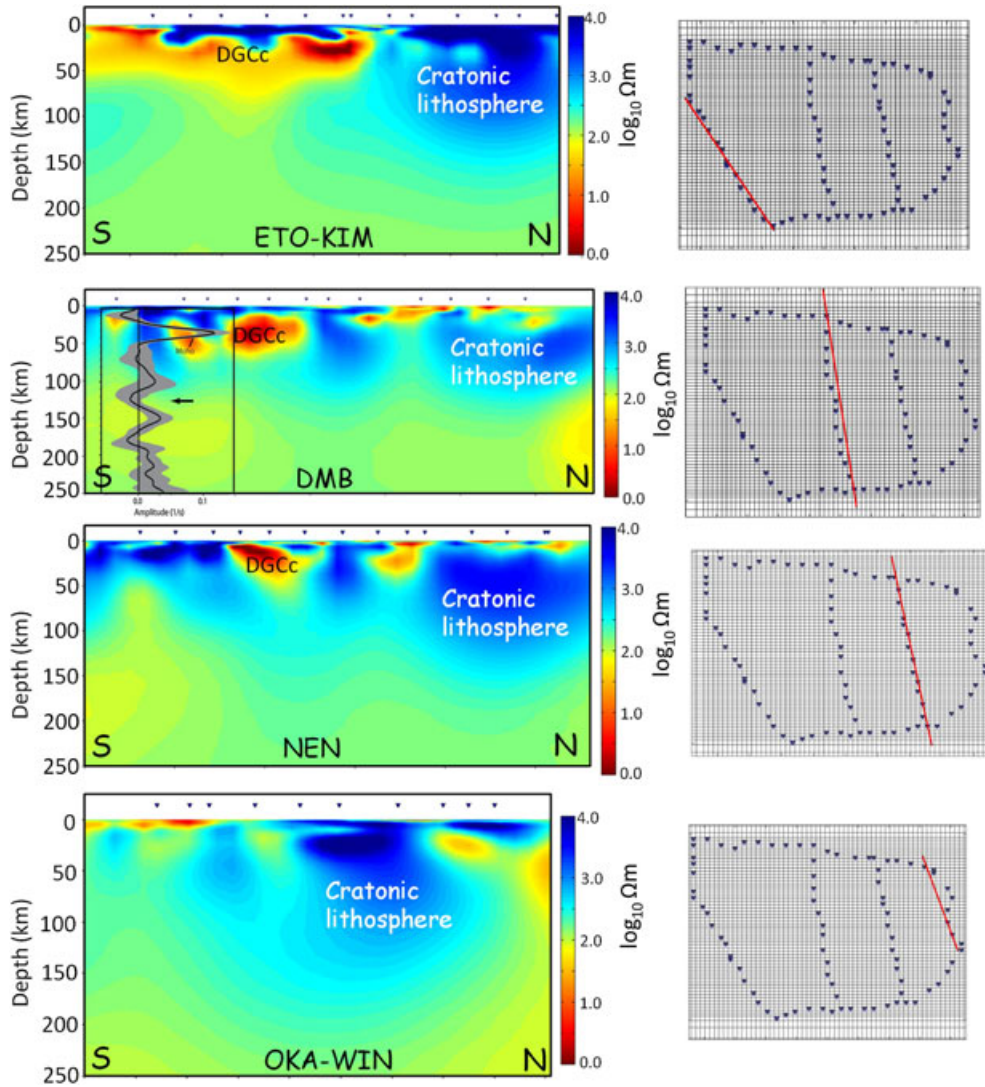 0
50
100
150
200
250
Depth (km)
DGCc
Cratonic
lithosphere
S
ETO-KIM
N
4.0
3.0
2.0
1.0
0.0
log₁₀ Ωm
0
50
100
150
200
250
Depth (km)
DGCc
Cratonic
lithosphere
S
DMB
N
0.0
0.1
Amplitude (1/s)
4.0
3.0
2.0
1.0
0.0
log₁₀ Ωm
0
50
100
150
200
250
Depth (km)
DGCc
Cratonic
lithosphere
S
NEN
N
4.0
3.0
2.0
1.0
0.0
log₁₀ Ωm
0
50
100
150
200
250
Depth (km)
Cratonic
lithosphere
S
OKA-WIN
N
4.0
3.0
2.0
1.0
0.0
log₁₀ Ωm